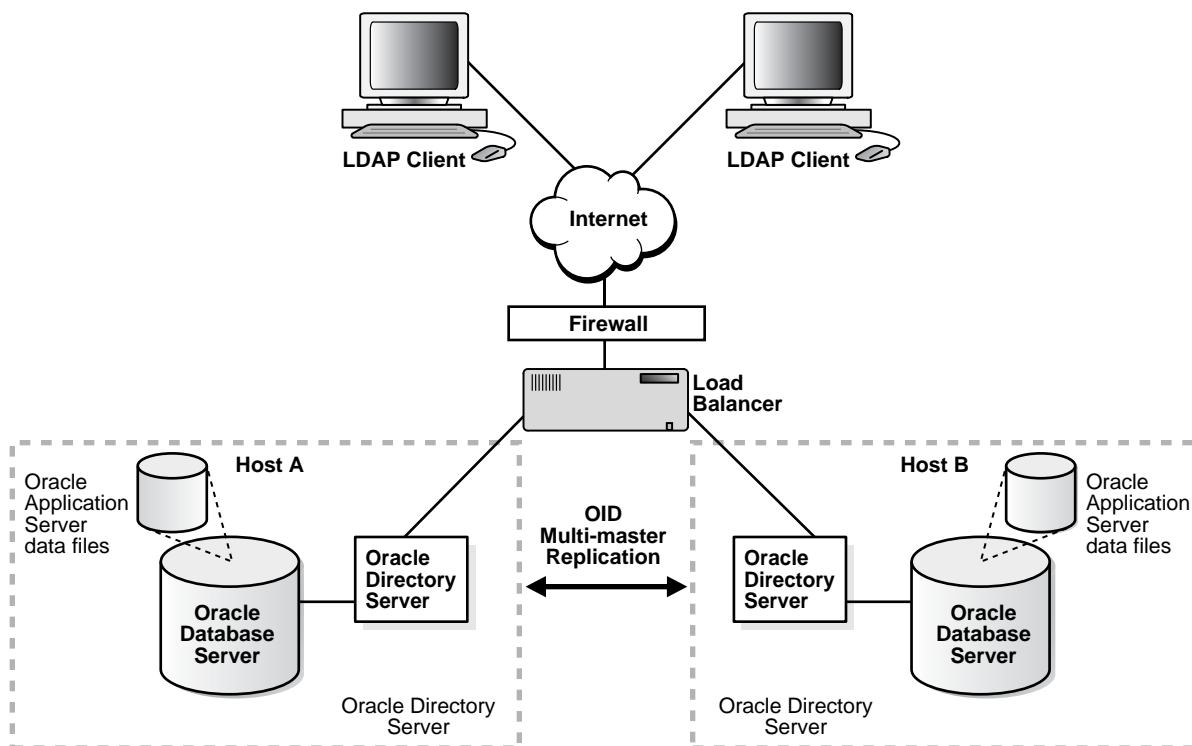 LDAP Client
LDAP Client
Internet
Firewall
Load
Balancer
Host A
Oracle
Application
Server
data files
Oracle
Directory
Server
Oracle
Database
Server
Oracle Directory
Server
OID
Multi-master
Replication
Host B
Oracle
Application
Server
data files
Oracle
Directory
Server
Oracle
Database
Server
Oracle Directory
Server